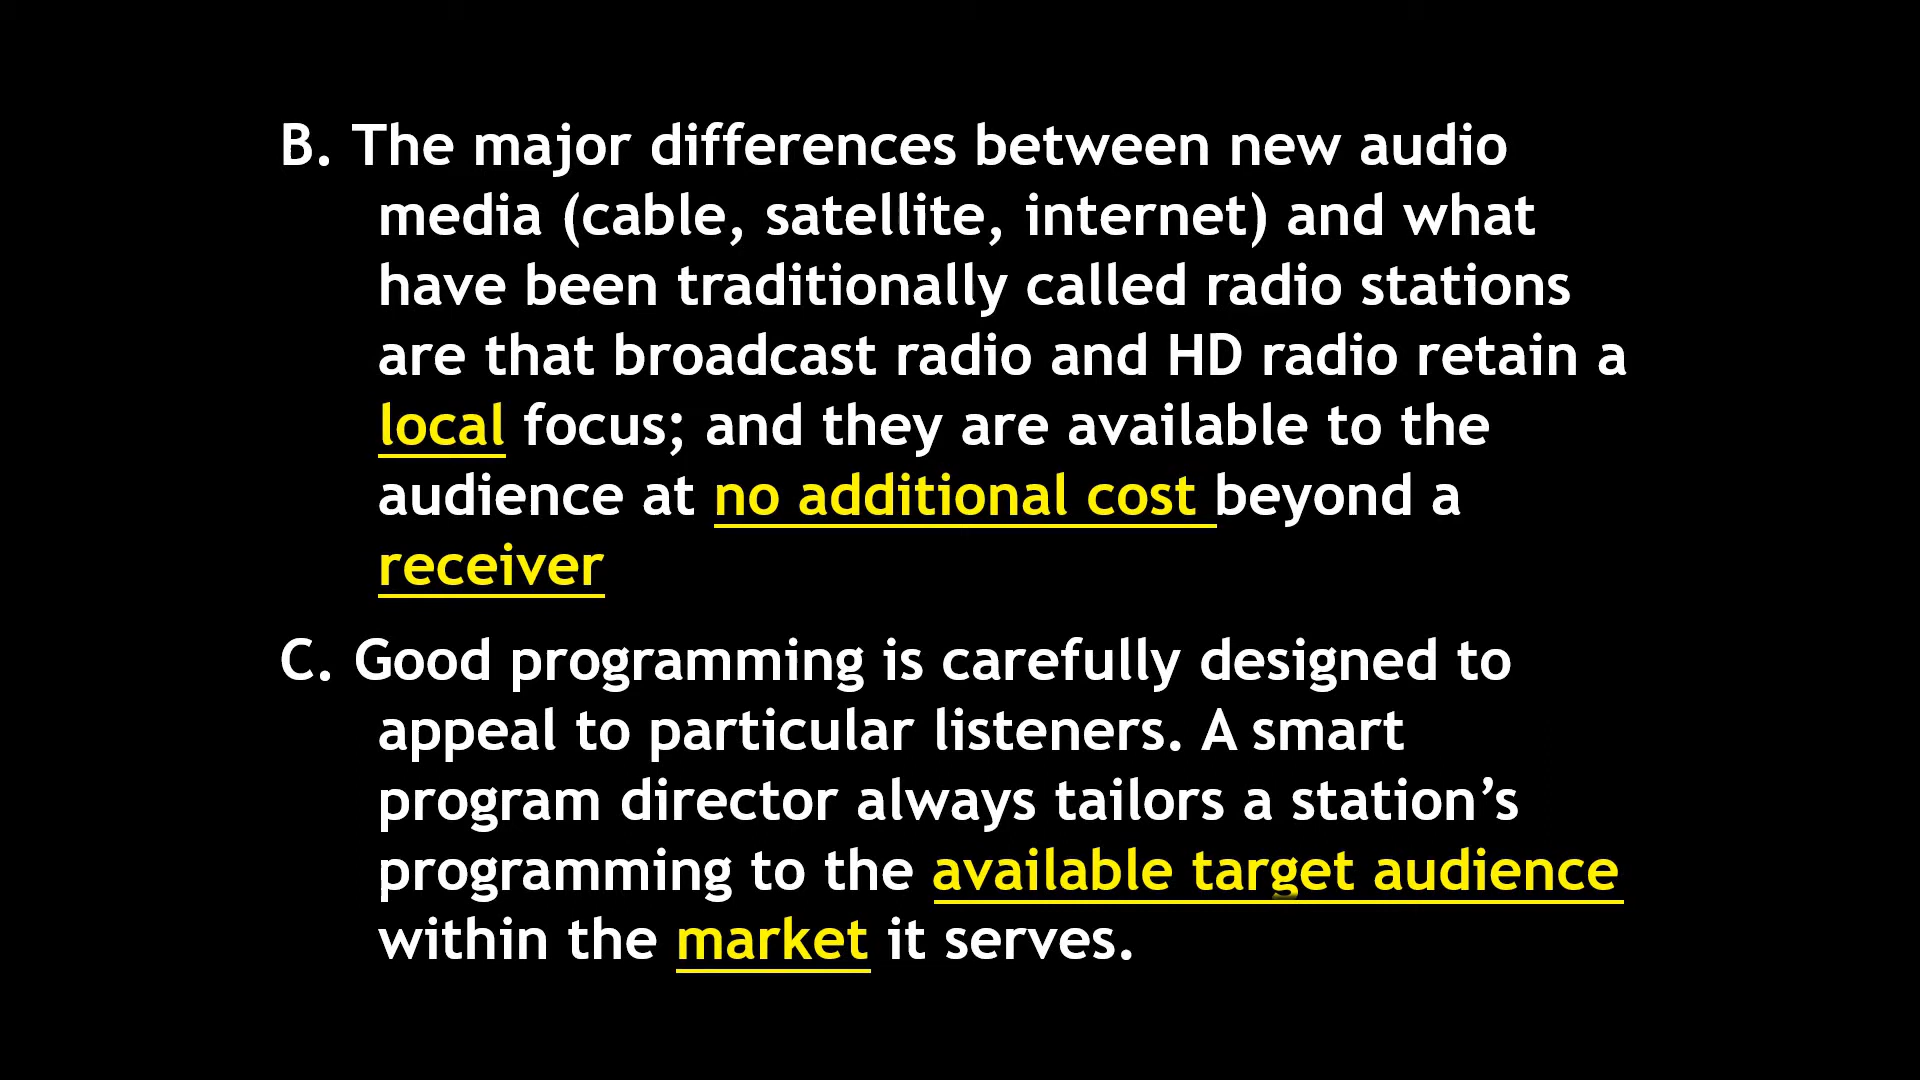 B. The major differences between new audio
media (cable, satellite, internet) and what
have been traditionally called radio stations
are that broadcast radio and HD radio retain a
local focus; and they are available to the
audience at no additional cost beyond a
receiver
C. Good programming is carefully designed to
appeal to particular listeners. A smart
program director always tailors a station’s
programming to the available target audience
within the market it serves.